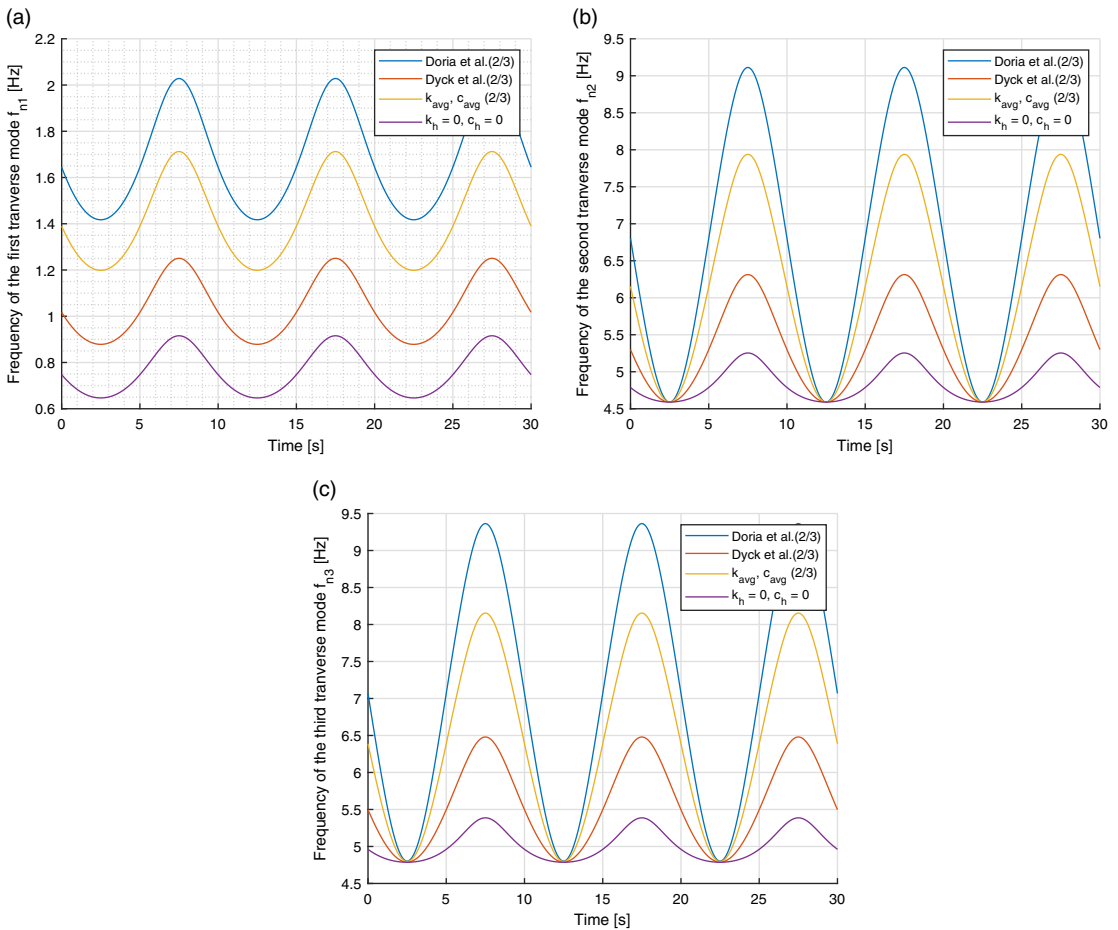 (a)
Frequency of the first tranverse mode f_n1 [Hz]
2.2
2
1.8
1.6
1.4
1.2
1
0.8
0.6
0 5 10 15 20 25 30
Time [s]
Doria et al.(2/3)
Dyck et al.(2/3)
k_avg, c_avg (2/3)
k_h = 0, c_h = 0
(b)
Frequency of the second tranverse mode f_n2 [Hz]
9.5
9
8.5
8
7.5
7
6.5
6
5.5
5
4.5
0 5 10 15 20 25 30
Time [s]
Doria et al.(2/3)
Dyck et al.(2/3)
k_avg, c_avg (2/3)
k_h = 0, c_h = 0
(c)
Frequency of the third tranverse mode f_n3 [Hz]
9.5
9
8.5
8
7.5
7
6.5
6
5.5
5
4.5
0 5 10 15 20 25 30
Time [s]
Doria et al.(2/3)
Dyck et al.(2/3)
k_avg, c_avg (2/3)
k_h = 0, c_h = 0